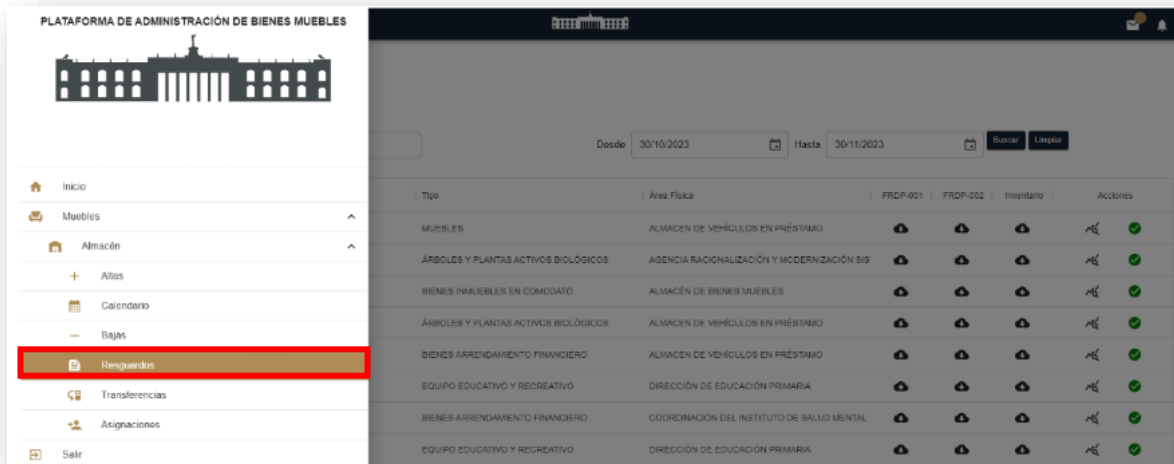 PLATAFORMA DE ADMINISTRACIÓN DE BIENES MUEBLES
Inicio
Muebles
Almacén
Altas
Calendario
Bajas
Resguardos
Transferencias
Asignaciones
Salir
Desde 30/10/2023 Hasta 30/11/2023 Buscar Limpiar
Tipo Área Física FRDP-001 FRDP-002 Inventario Acciones
MUEBLES ALMACEN DE VEHÍCULOS EN PRÉSTAMO
ÁRBOLES Y PLANTAS ACTIVOS BIOLÓGICOS AGENCIA RACIONALIZACIÓN Y MODERNIZACIÓN SIS
BIENES INMUEBLES EN COMODATO ALMACÉN DE BIENES MUEBLES
ÁRBOLES Y PLANTAS ACTIVOS BIOLÓGICOS ALMACEN DE VEHÍCULOS EN PRÉSTAMO
BIENES ARRENDAMIENTO FINANCIERO ALMACEN DE VEHÍCULOS EN PRÉSTAMO
EQUIPO EDUCATIVO Y RECREATIVO DIRECCIÓN DE EDUCACIÓN PRIMARIA
BIENES ARRENDAMIENTO FINANCIERO COORDINACIÓN DEL INSTITUTO DE SALUD MENTAL
EQUIPO EDUCATIVO Y RECREATIVO DIRECCIÓN DE EDUCACIÓN PRIMARIA